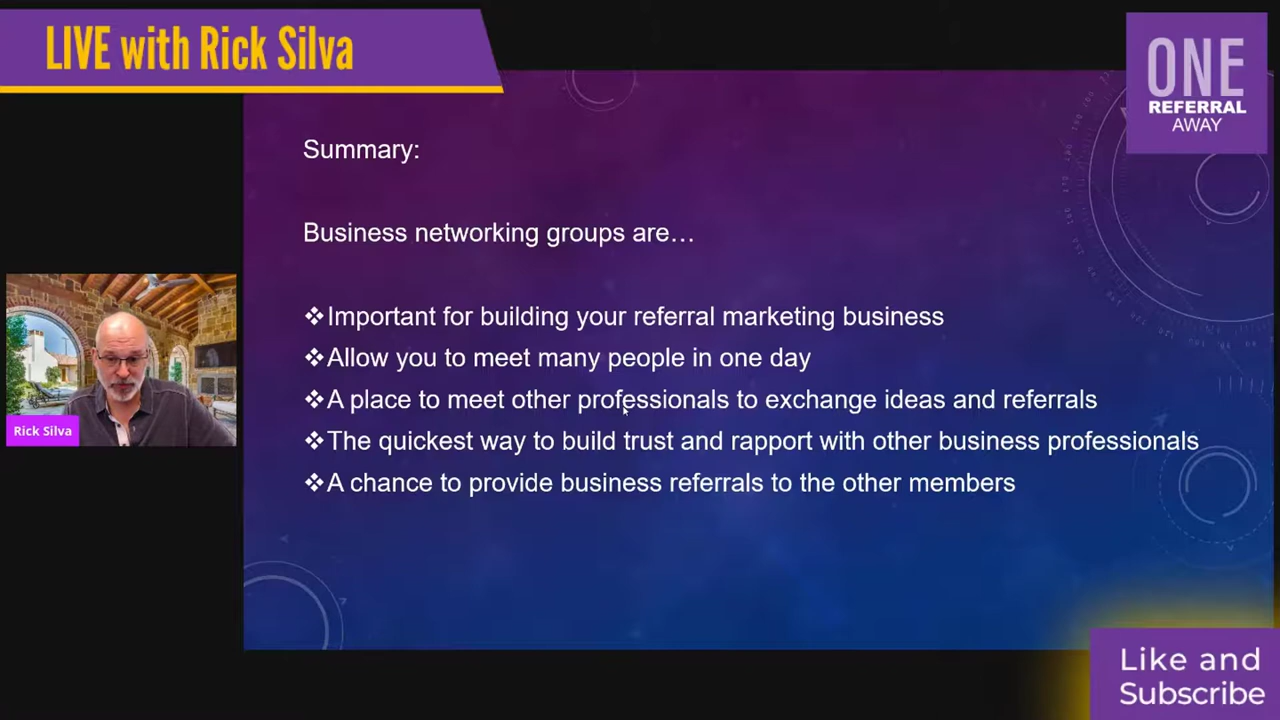 LIVE with Rick Silva
ONE
REFERRAL
AWAY
Summary:
Business networking groups are…
❖Important for building your referral marketing business
❖Allow you to meet many people in one day
❖A place to meet other professionals to exchange ideas and referrals
❖The quickest way to build trust and rapport with other business professionals
❖A chance to provide business referrals to the other members
Rick Silva
Like and
Subscribe